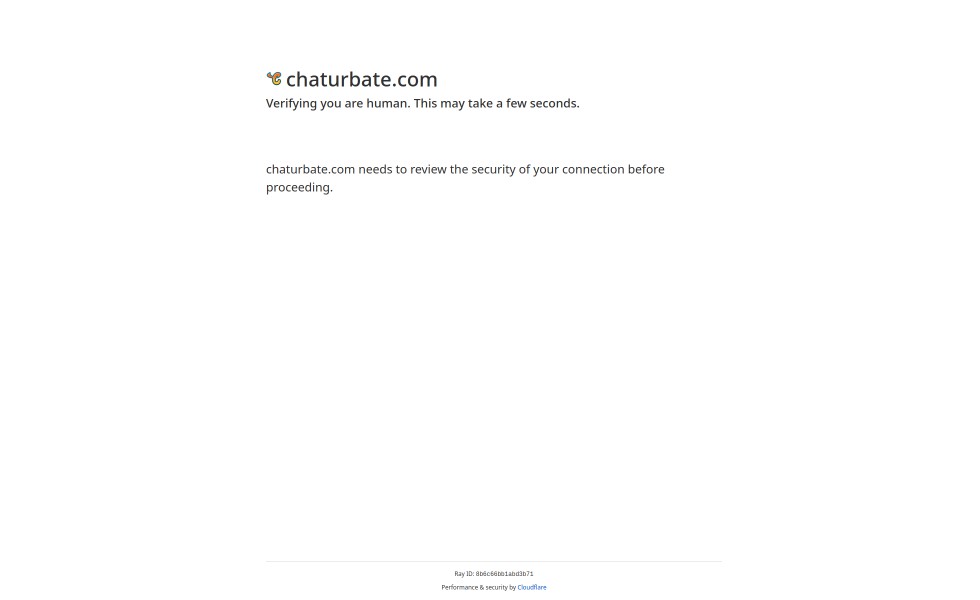 chaturbate.com
Verifying you are human. This may take a few seconds.
chaturbate.com needs to review the security of your connection before
proceeding.
Ray ID: 8b6c66bb1abd3b71
Performance & security by Cloudflare